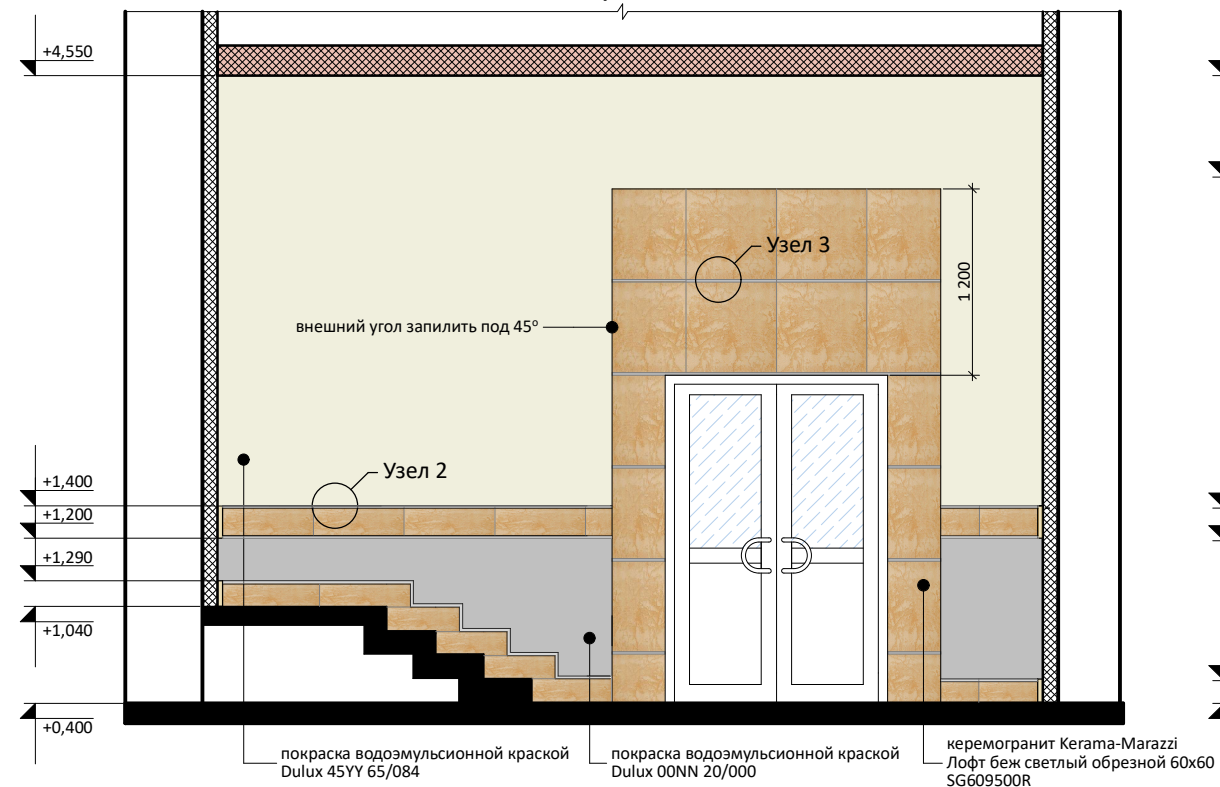 +4,550
Узел 3
1 200
внешний угол запилить под 45°
Узел 2
+1,400
+1,200
+1,290
+1,040
+0,400
покраска водоэмульсионной краской
Dulux 45YY 65/084
покраска водоэмульсионной краской
Dulux 00NN 20/000
керемогранит Kerama-Marazzi
Лофт беж светлый обрезной 60x60
SG609500R